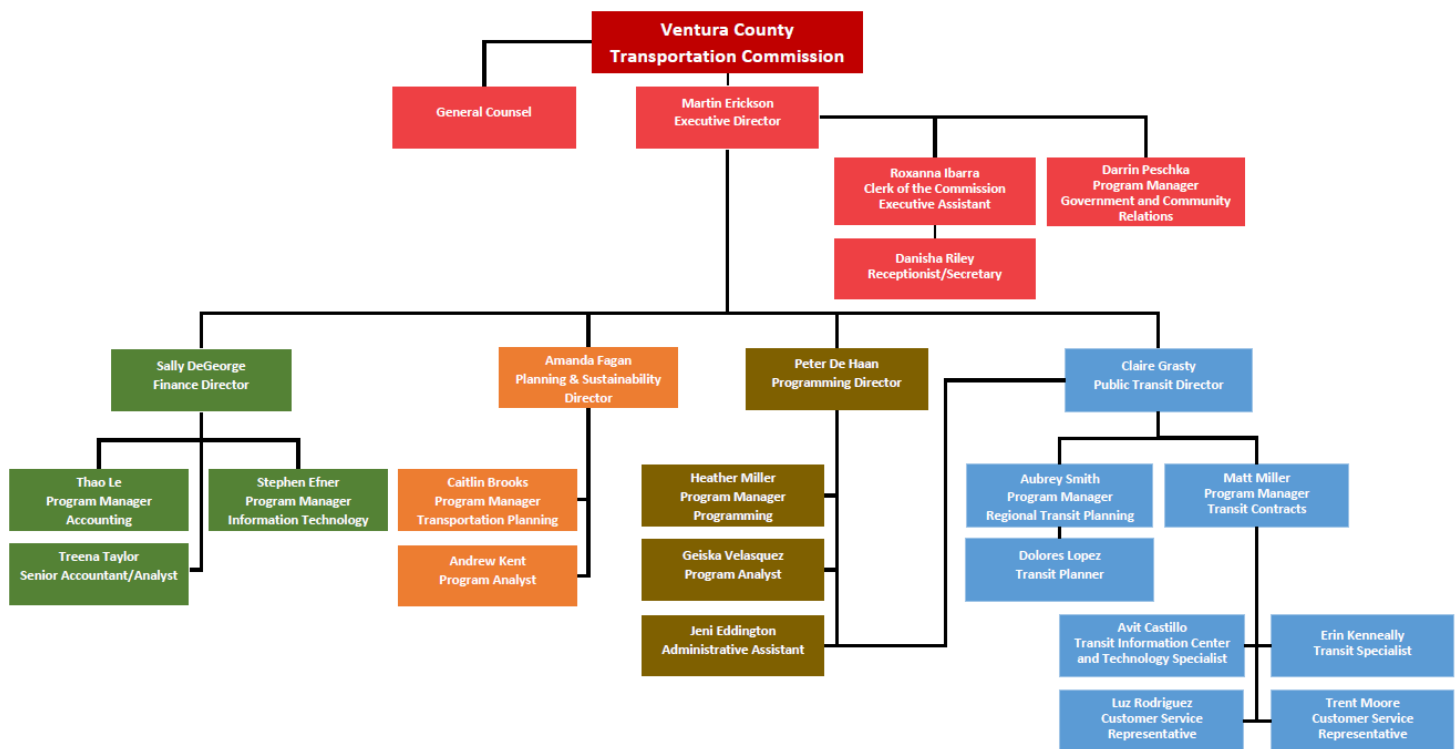 Ventura County
Transportation Commission
General Counsel
Martin Erickson
Executive Director
Roxanna Ibarra
Clerk of the Commission
Executive Assistant
Darrin Peschka
Program Manager
Government and Community
Relations
Danisha Riley
Receptionist/Secretary
Sally DeGeorge
Finance Director
Amanda Fagan
Planning & Sustainability
Director
Peter De Haan
Programming Director
Claire Grasty
Public Transit Director
Thao Le
Program Manager
Accounting
Stephen Efner
Program Manager
Information Technology
Caitlin Brooks
Program Manager
Transportation Planning
Heather Miller
Program Manager
Programming
Aubrey Smith
Program Manager
Regional Transit Planning
Matt Miller
Program Manager
Transit Contracts
Treena Taylor
Senior Accountant/Analyst
Andrew Kent
Program Analyst
Geiska Velasquez
Program Analyst
Dolores Lopez
Transit Planner
Jeni Eddington
Administrative Assistant
Avit Castillo
Transit Information Center
and Technology Specialist
Erin Kenneally
Transit Specialist
Luz Rodriguez
Customer Service
Representative
Trent Moore
Customer Service
Representative